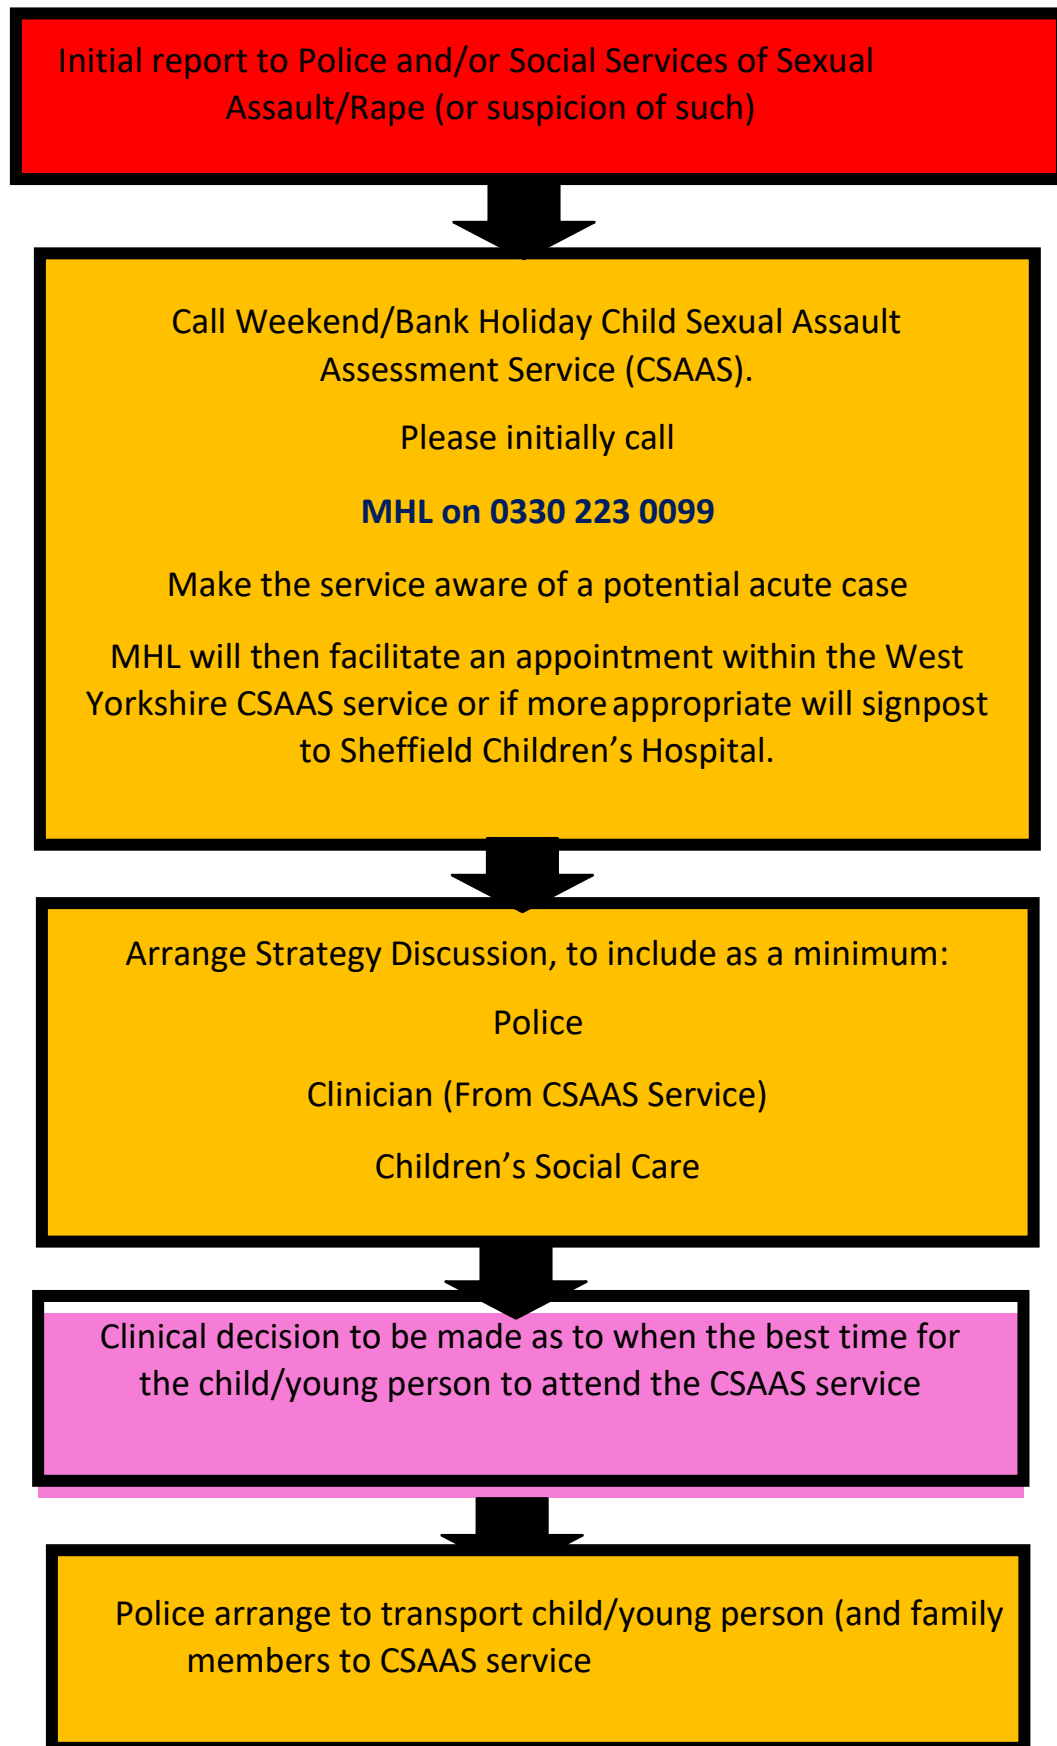 Initial report to Police and/or Social Services of Sexual
Assault/Rape (or suspicion of such)
Call Weekend/Bank Holiday Child Sexual Assault
Assessment Service (CSAAS).
Please initially call
MHL on 0330 223 0099
Make the service aware of a potential acute case
MHL will then facilitate an appointment within the West
Yorkshire CSAAS service or if more appropriate will signpost
to Sheffield Children’s Hospital.
Arrange Strategy Discussion, to include as a minimum:
Police
Clinician (From CSAAS Service)
Children’s Social Care
Clinical decision to be made as to when the best time for
the child/young person to attend the CSAAS service
Police arrange to transport child/young person (and family
members to CSAAS service